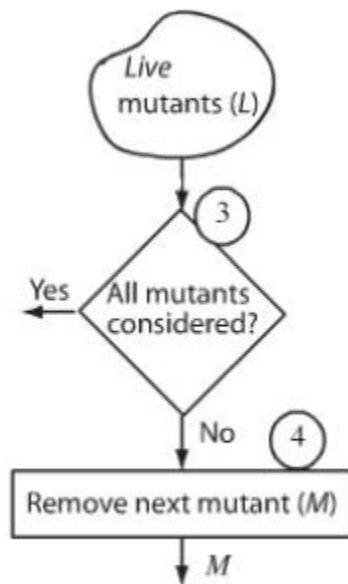 Live
mutants (L)
3
Yes
All mutants
considered?
No
4
Remove next mutant (M)
M